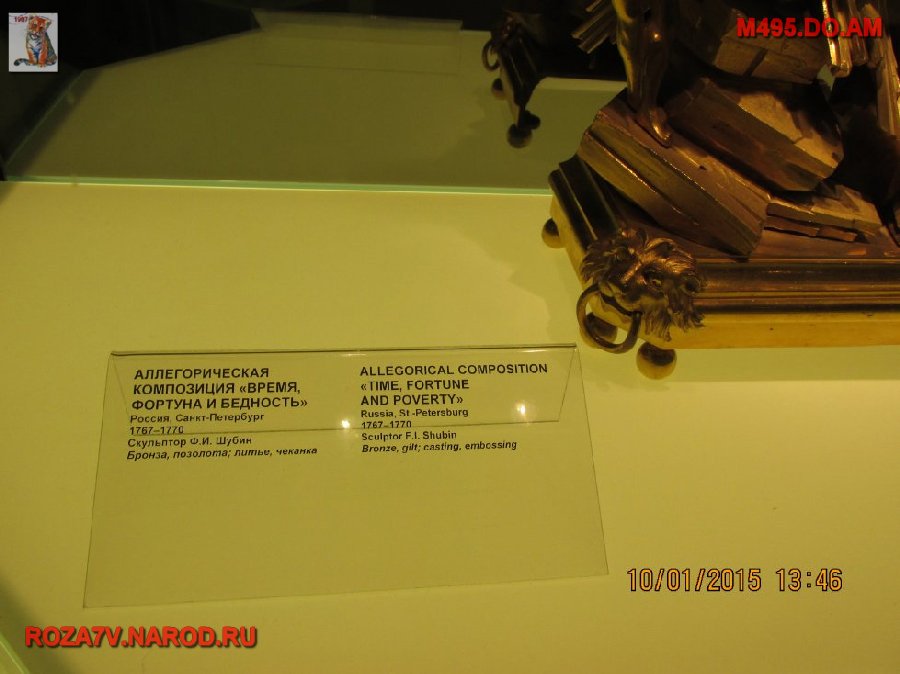 1987
M495.DO.AM
АЛЛЕГОРИЧЕСКАЯ
КОМПОЗИЦИЯ «ВРЕМЯ,
ФОРТУНА И БЕДНОСТЬ»
Россия, Санкт-Петербург
1767–1770
Скульптор Ф.И. Шубин
Бронза, позолота; литье, чеканка
ALLEGORICAL COMPOSITION
«TIME, FORTUNE
AND POVERTY»
Russia, St.-Petersburg
1767–1770
Sculptor F.I. Shubin
Bronze, gilt; casting, embossing
10/01/2015 13:46
ROZA7V.NAROD.RU